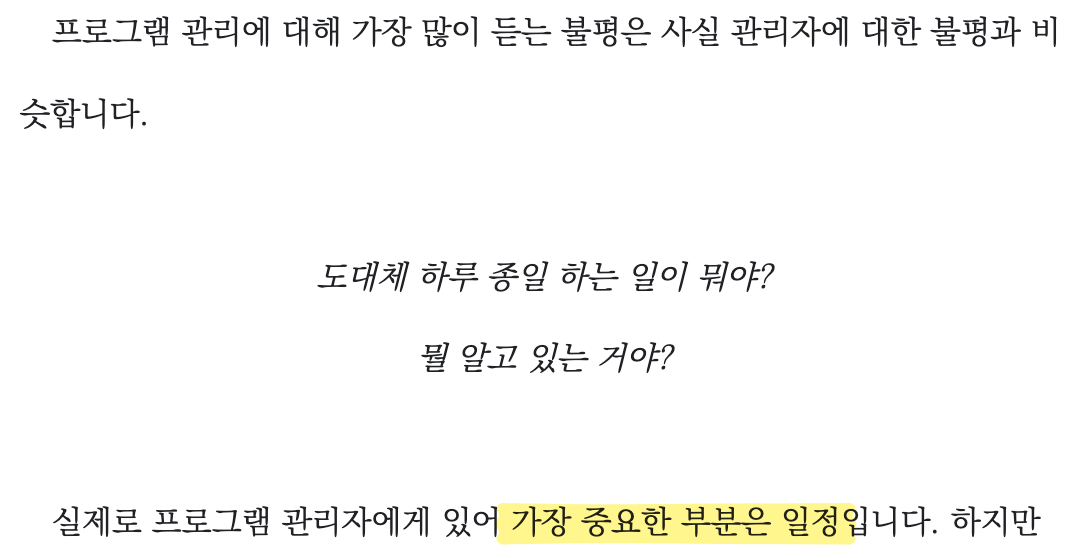 프로그램 관리에 대해 가장 많이 듣는 불평은 사실 관리자에 대한 불평과 비
슷합니다.
도대체 하루 종일 하는 일이 뭐야?
뭘 알고 있는 거야?
실제로 프로그램 관리자에게 있어 가장 중요한 부분은 일정입니다. 하지만